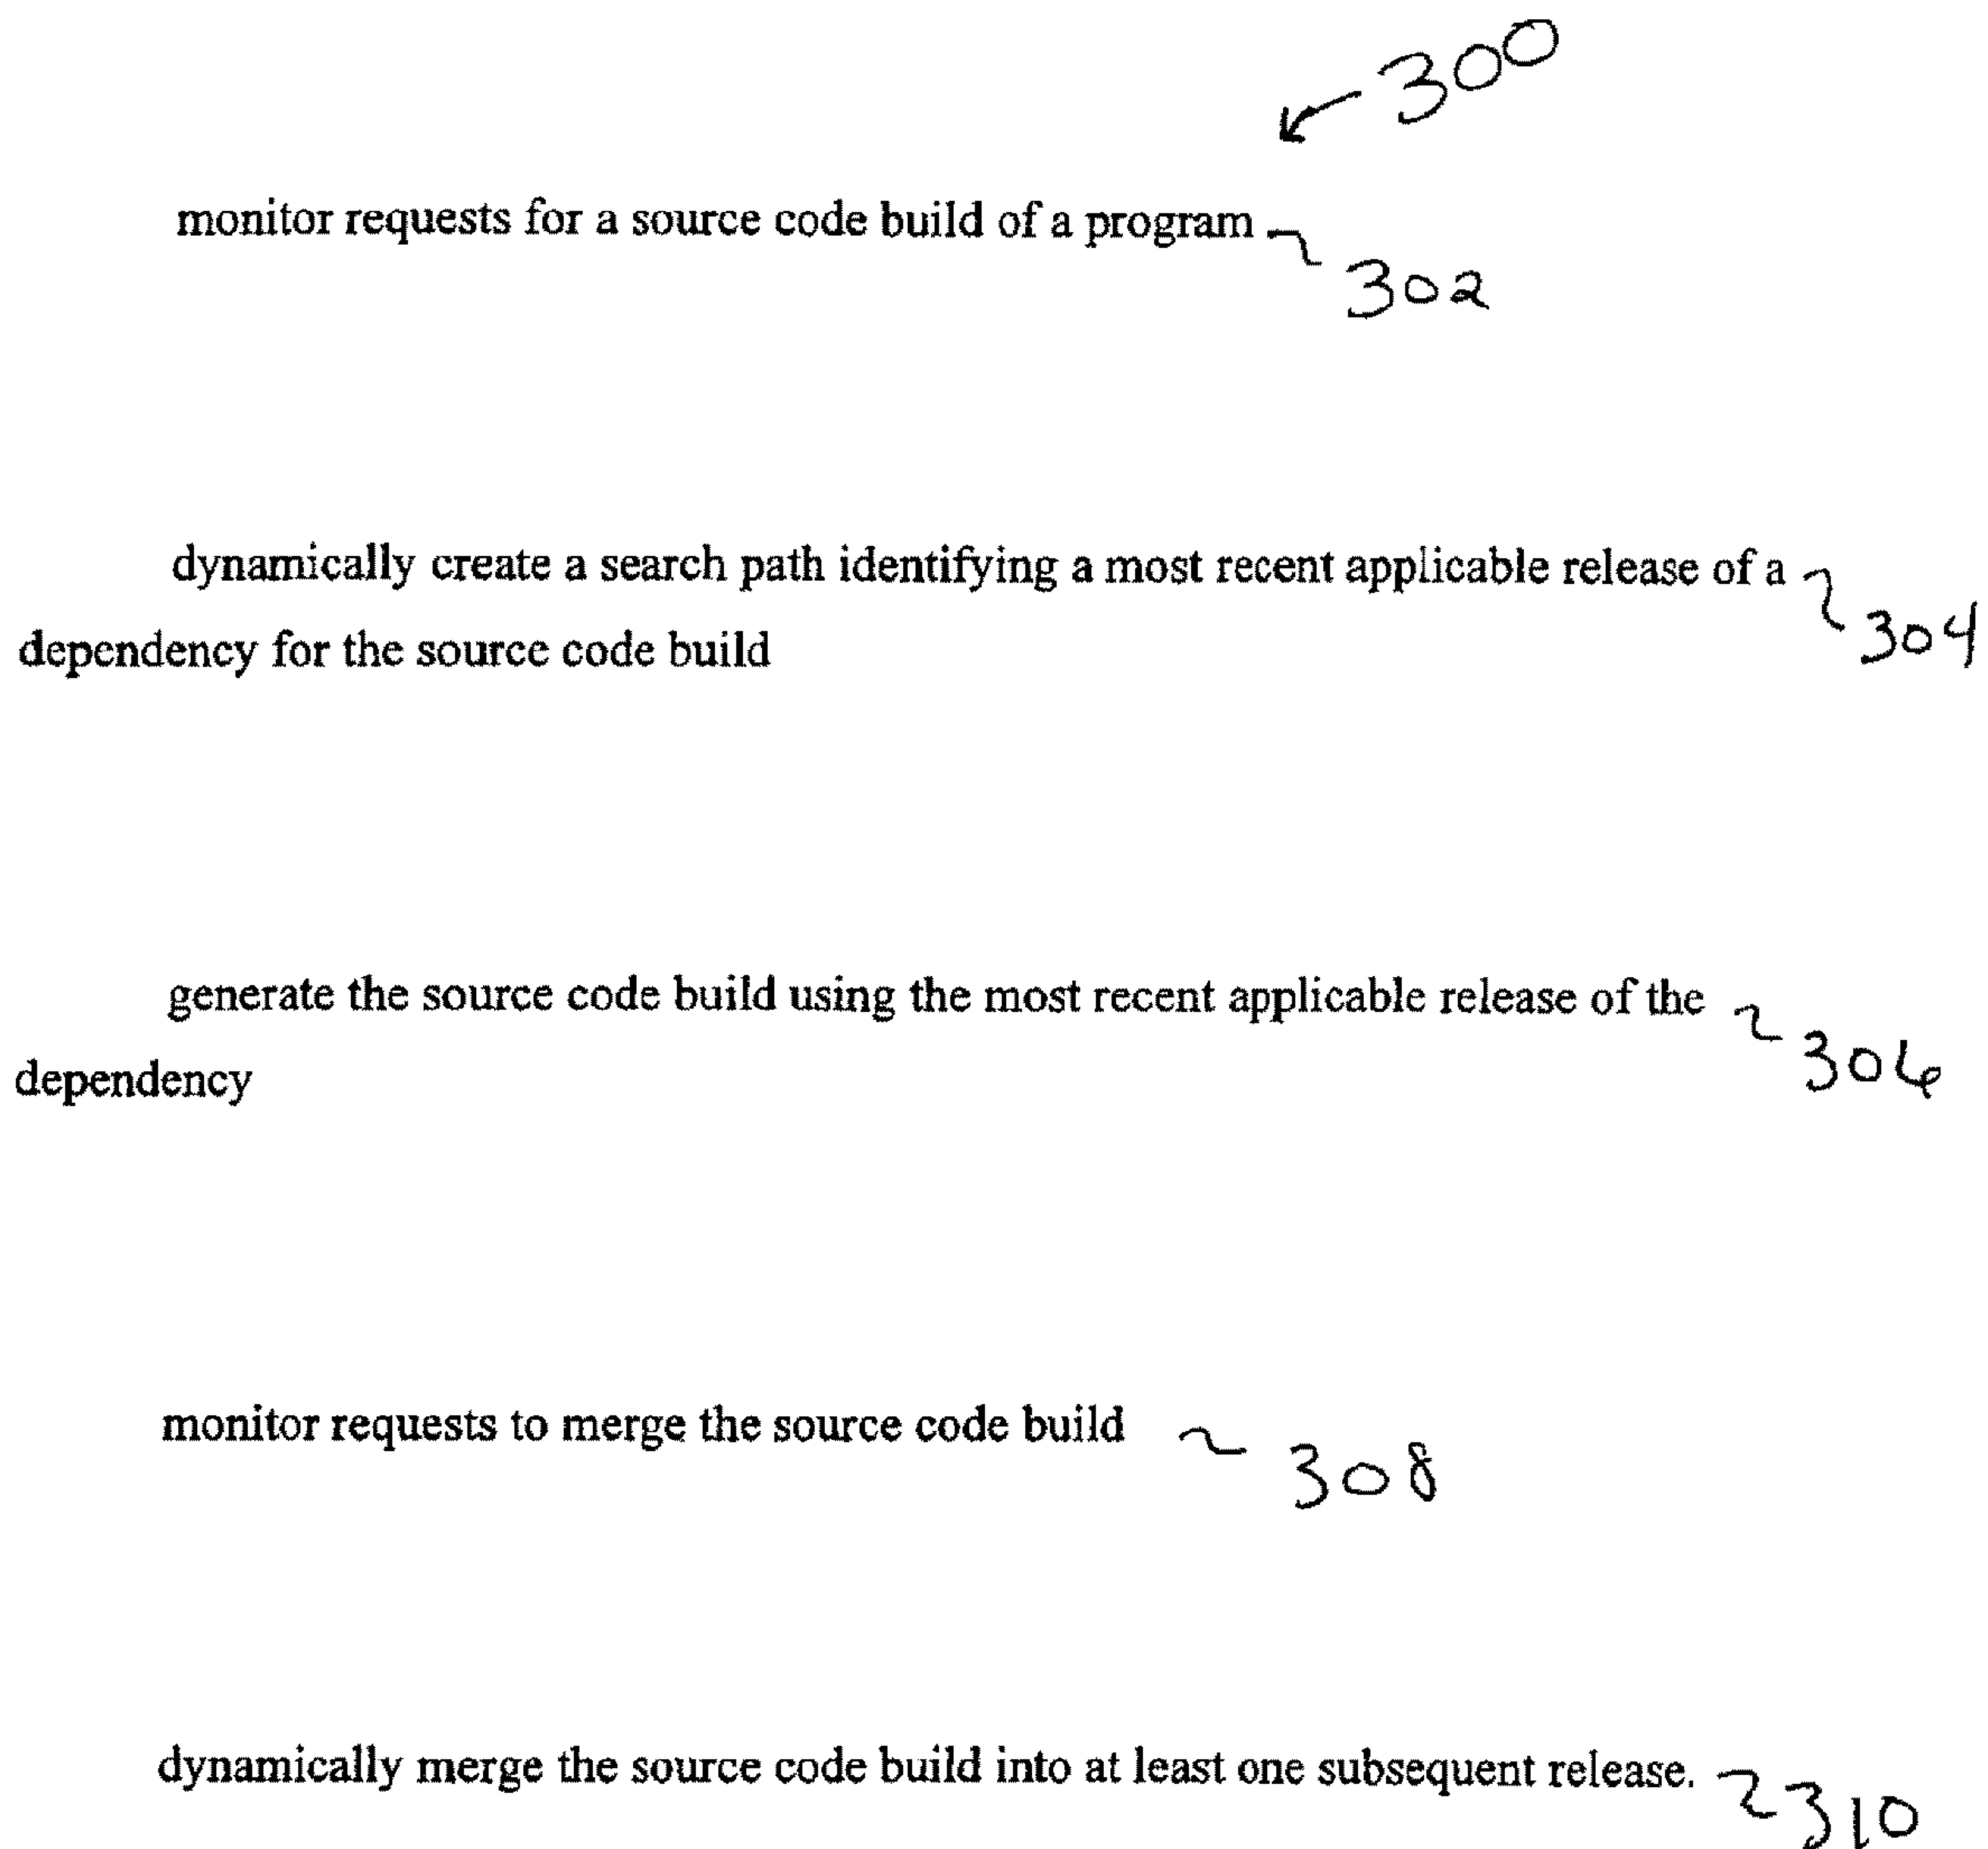 300
monitor requests for a source code build of a program
302
dynamically create a search path identifying a most recent applicable release of a
304
dependency for the source code build
generate the source code build using the most recent applicable release of the
306
dependency
monitor requests to merge the source code build
308
dynamically merge the source code build into at least one subsequent release.
310